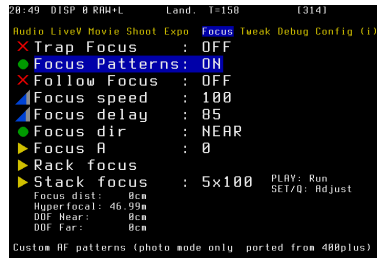 20:49 DISP 0 RAW+L Land. T=158 [314]
Audio LiveV Movie Shoot Expo Focus Tweak Debug Config (i)
Trap Focus : OFF
Focus Patterns: ON
Follow Focus : OFF
Focus speed : 100
Focus delay : 85
Focus dir : NEAR
Focus A : 0
Rack focus
Stack focus : 5x100 PLAY: Run
SET/Q: Adjust
Focus dist: 0cm
Hyperfocal: 46.99m
DOF Near: 0cm
DOF Far: 0cm
Custom AF patterns (photo mode only ported from 400plus)